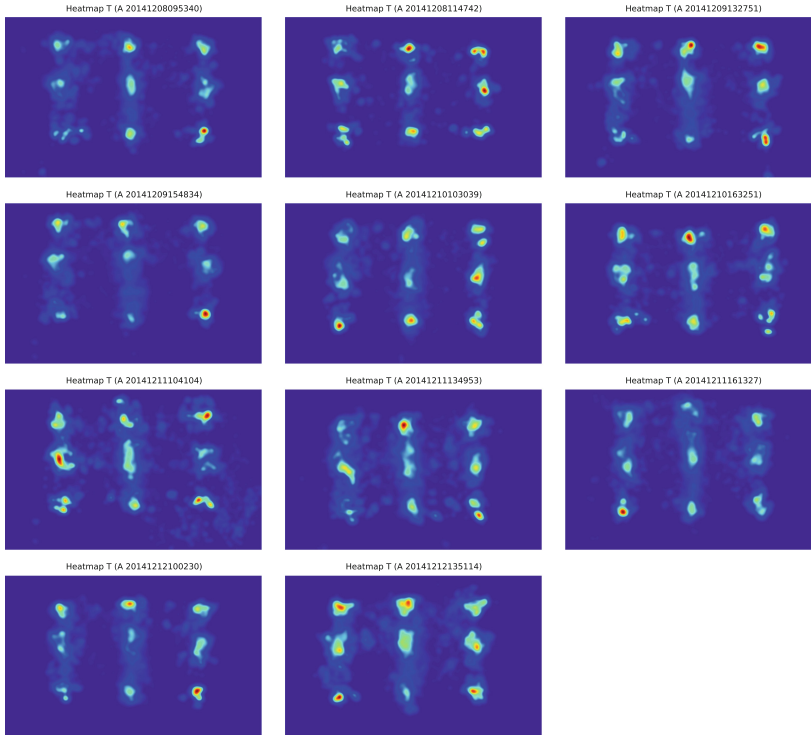 Heatmap T (A 20141208095340)
Heatmap T (A 20141208114742)
Heatmap T (A 20141209132751)
Heatmap T (A 20141209154834)
Heatmap T (A 20141210103039)
Heatmap T (A 20141210163251)
Heatmap T (A 20141211104104)
Heatmap T (A 20141211134953)
Heatmap T (A 20141211161327)
Heatmap T (A 20141212100230)
Heatmap T (A 20141212135114)